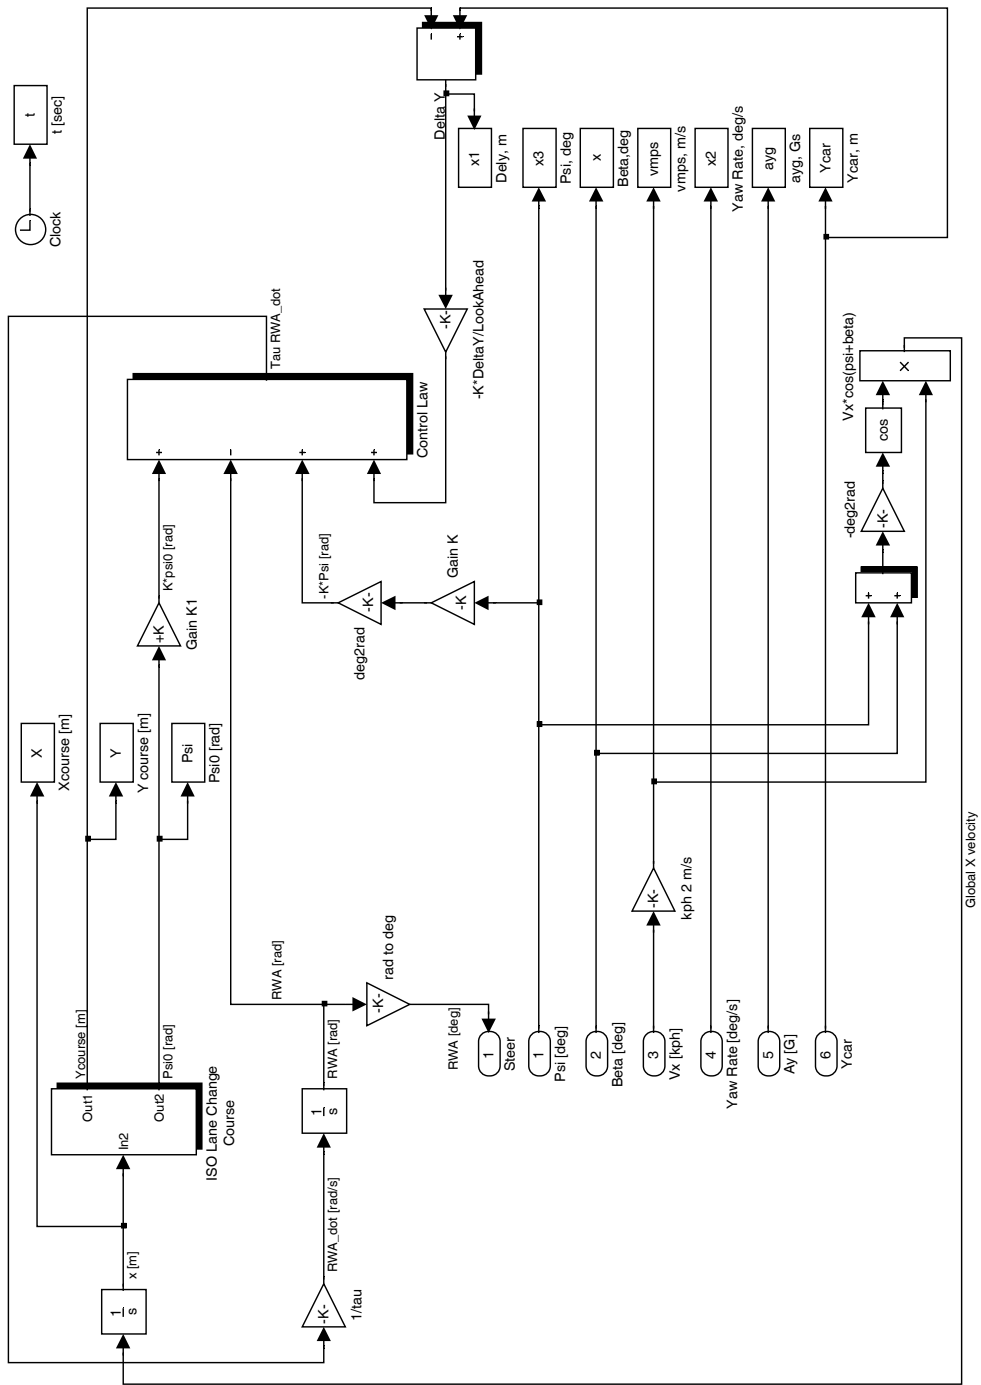 Clock
t
t [sec]
−
+
Delta Y
x1
Dely, m
x3
Psi, deg
x
Beta,deg
vmps
vmps, m/s
x2
Yaw Rate, deg/s
ayg
ayg, Gs
Ycar
Ycar, m
Tau RWA_dot
-K-
-K*DeltaY/LookAhead
+
−
+
+
Control Law
Vx*cos(psi+beta)
X
cos
-K-
-deg2rad
+
+
K*psi0 [rad]
+K
Gain K1
-K*Psi [rad]
-K-
deg2rad
-K
Gain K
X
Xcourse [m]
Y
Y course [m]
Psi
Psi0 [rad]
Global X velocity
-K-
kph 2 m/s
RWA [rad]
-K-
rad to deg
RWA [deg]
RWA [rad]
Ycourse [m]
Psi0 [rad]
In2
Out1
Out2
ISO Lane Change
Course
1
Steer
1
Psi [deg]
2
Beta [deg]
3
Vx [kph]
4
Yaw Rate [deg/s]
5
Ay [G]
6
Ycar
1
s
RWA_dot [rad/s]
-K-
1/tau
x [m]
1
s